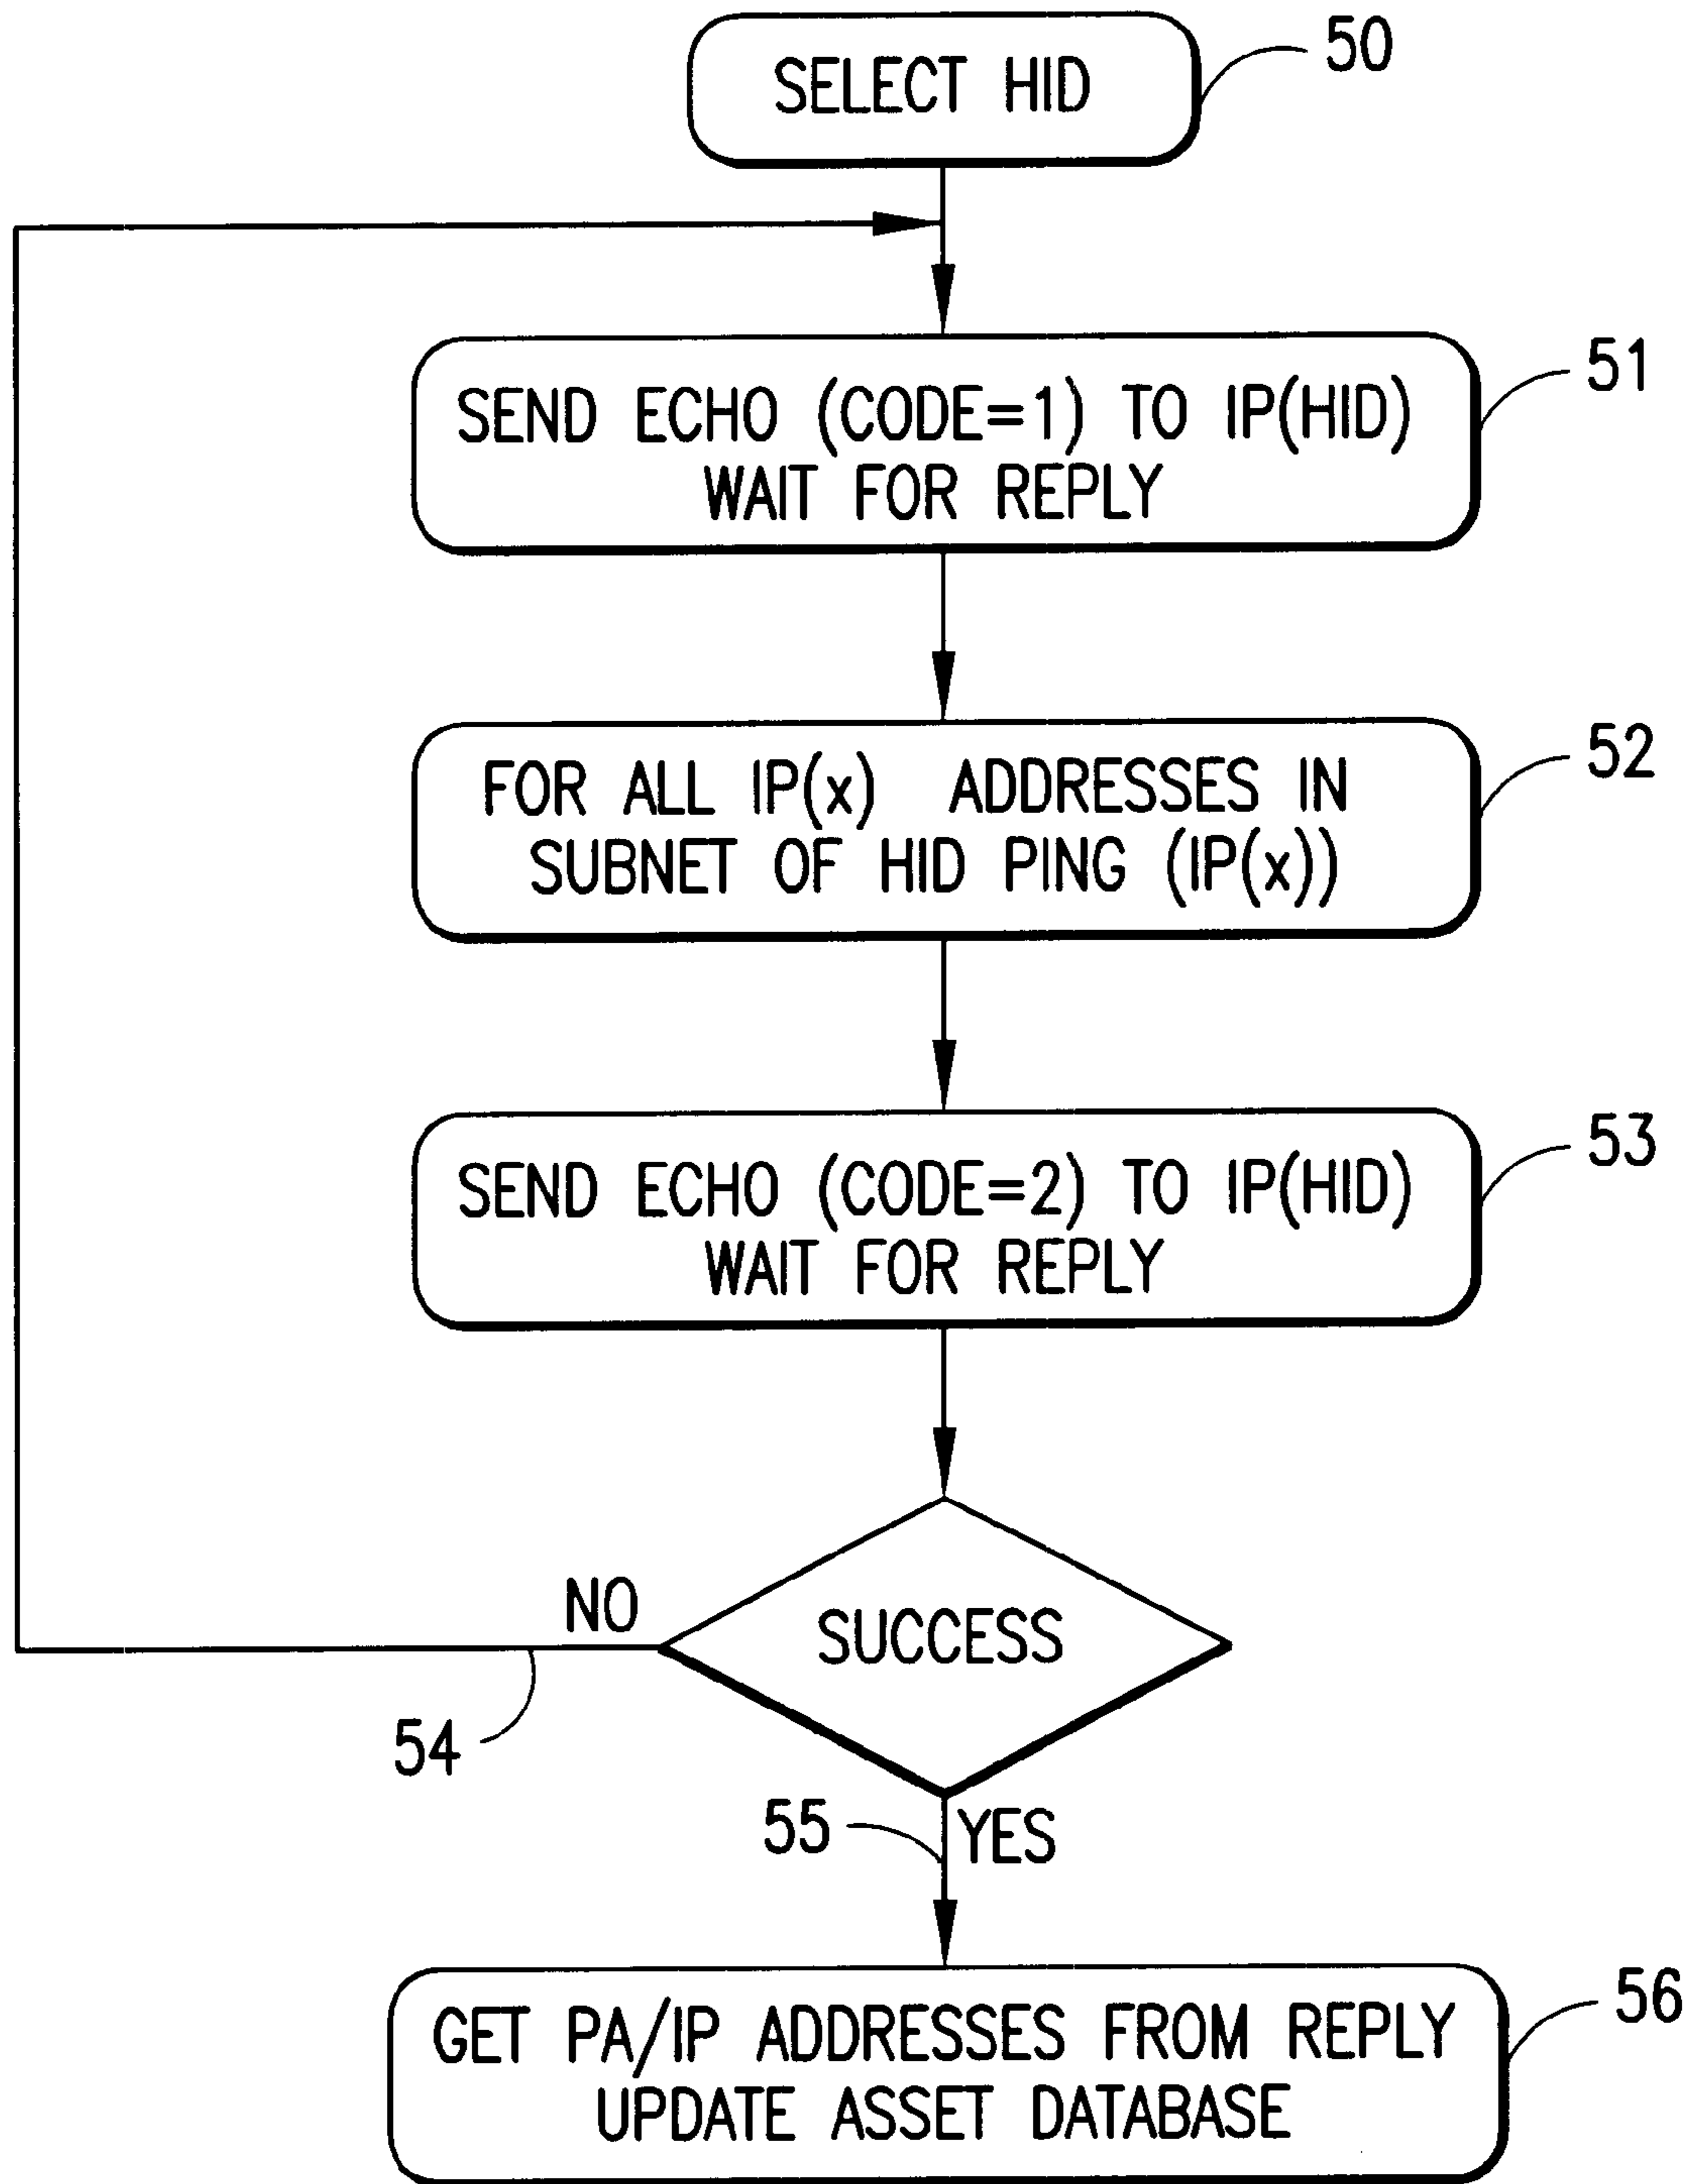 SELECT HID
50
SEND ECHO (CODE=1) TO IP(HID)
WAIT FOR REPLY
51
FOR ALL IP(x) ADDRESSES IN
SUBNET OF HID PING (IP(x))
52
SEND ECHO (CODE=2) TO IP(HID)
WAIT FOR REPLY
53
NO
SUCCESS
54
55
YES
GET PA/IP ADDRESSES FROM REPLY
UPDATE ASSET DATABASE
56